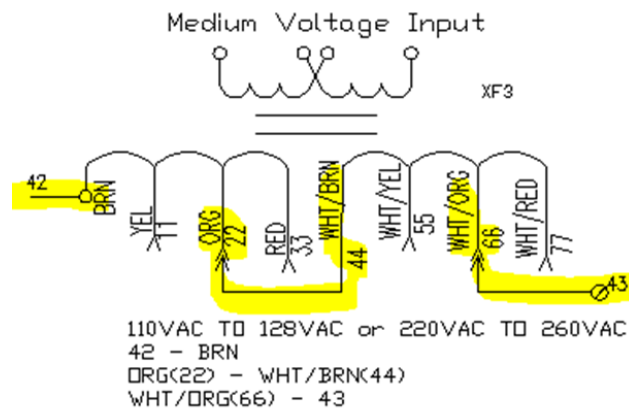 Medium Voltage Input
XF3
42
BRN
YEL
11
ORG
22
RED
33
WHT/BRN
44
WHT/YEL
55
WHT/ORG
66
WHT/RED
77
43
110VAC TO 128VAC or 220VAC TO 260VAC
42 - BRN
ORG(22) - WHT/BRN(44)
WHT/ORG(66) - 43